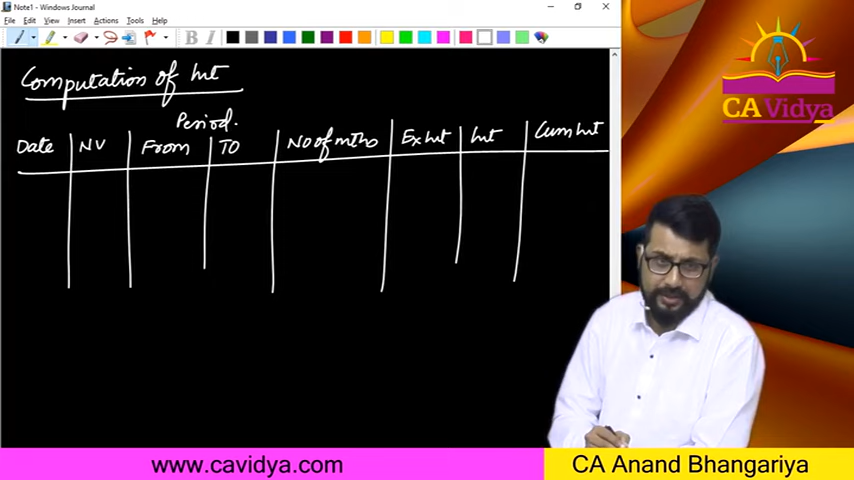 Note1 - Windows Journal
File Edit View Insert Actions Tools Help
B I
Computation of Int
Period.
Date NV From TO No of mths Ex Int Int Cum Int
CA Vidya
www.cavidya.com
CA Anand Bhangariya